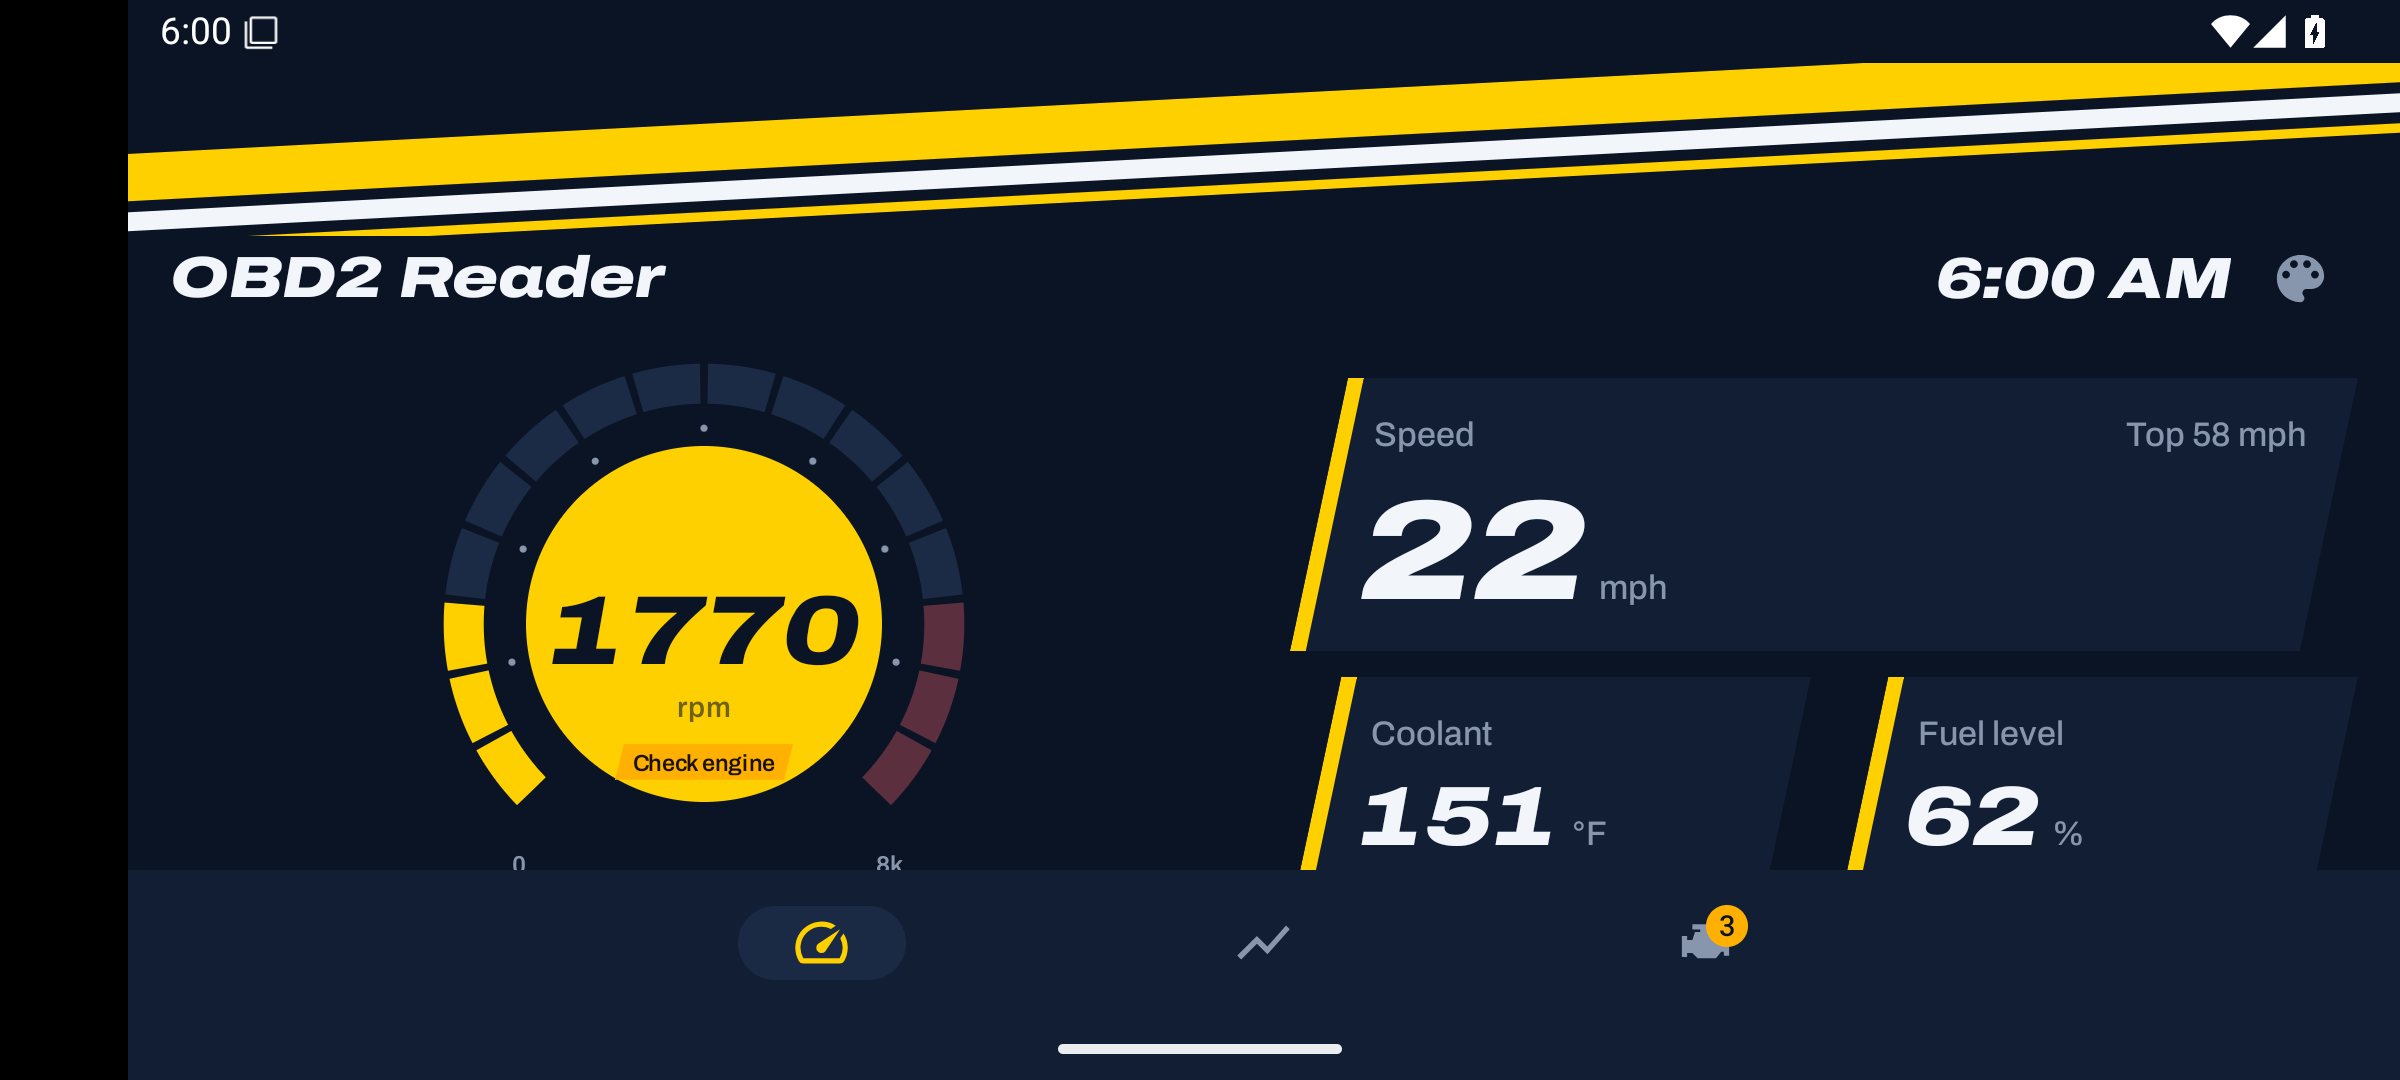 6:00
OBD2 Reader
6:00 AM
Speed
Top 58 mph
22 mph
1770
rpm
Check engine
Coolant
Fuel level
151 °F
62 %
0
8k
3